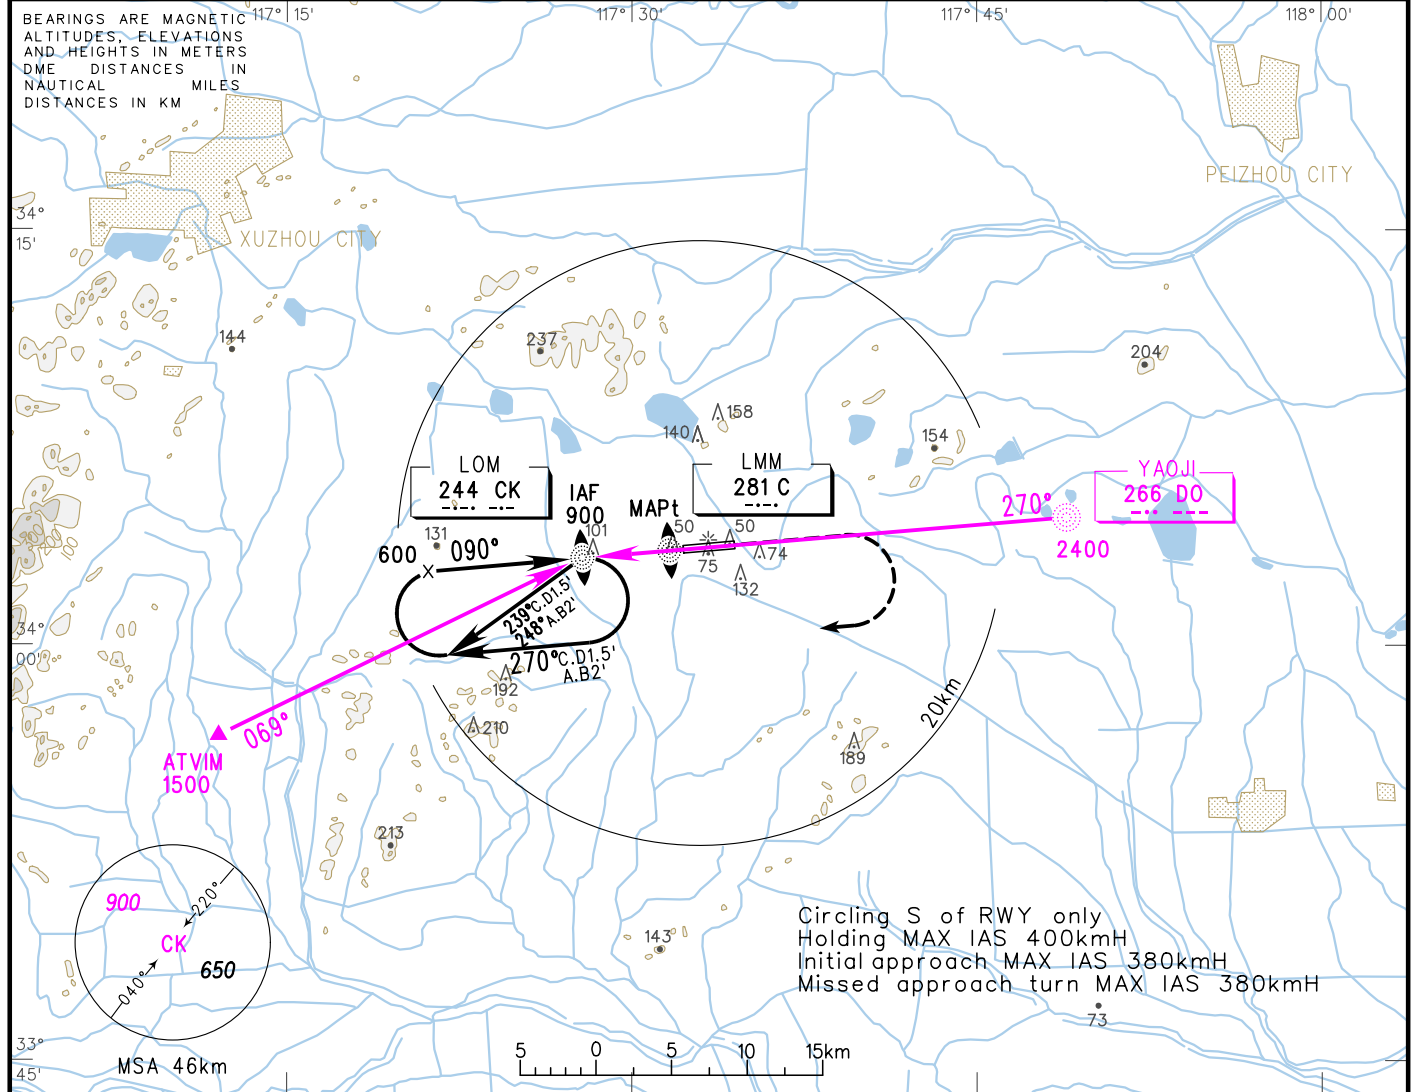 BEARINGS ARE MAGNETIC
ALTITUDES, ELEVATIONS
AND HEIGHTS IN METERS
DME DISTANCES IN
NAUTICAL MILES
DISTANCES IN KM
117°15'
117°30'
117°45'
118°00'
PEIZHOU CITY
34°
15'
XUZHOU CITY
144
237
204
158
140
154
LOM
244 CK
LMM
281 C
YAOJI
266 DO
270°
2400
IAF
900
MAPt
131
101
50
50
75
74
132
600
090°
239°C.D1.5'
248°A.B2'
270°C.D1.5'
A.B2'
34°
00'
192
210
20km
189
069°
ATVIM
1500
213
900
220°
CK
650
040°
MSA 46km
143
Circling S of RWY only
Holding MAX IAS 400kmH
Initial approach MAX IAS 380kmH
Missed approach turn MAX IAS 380kmH
73
33°
45'
5 0 5 10 15km